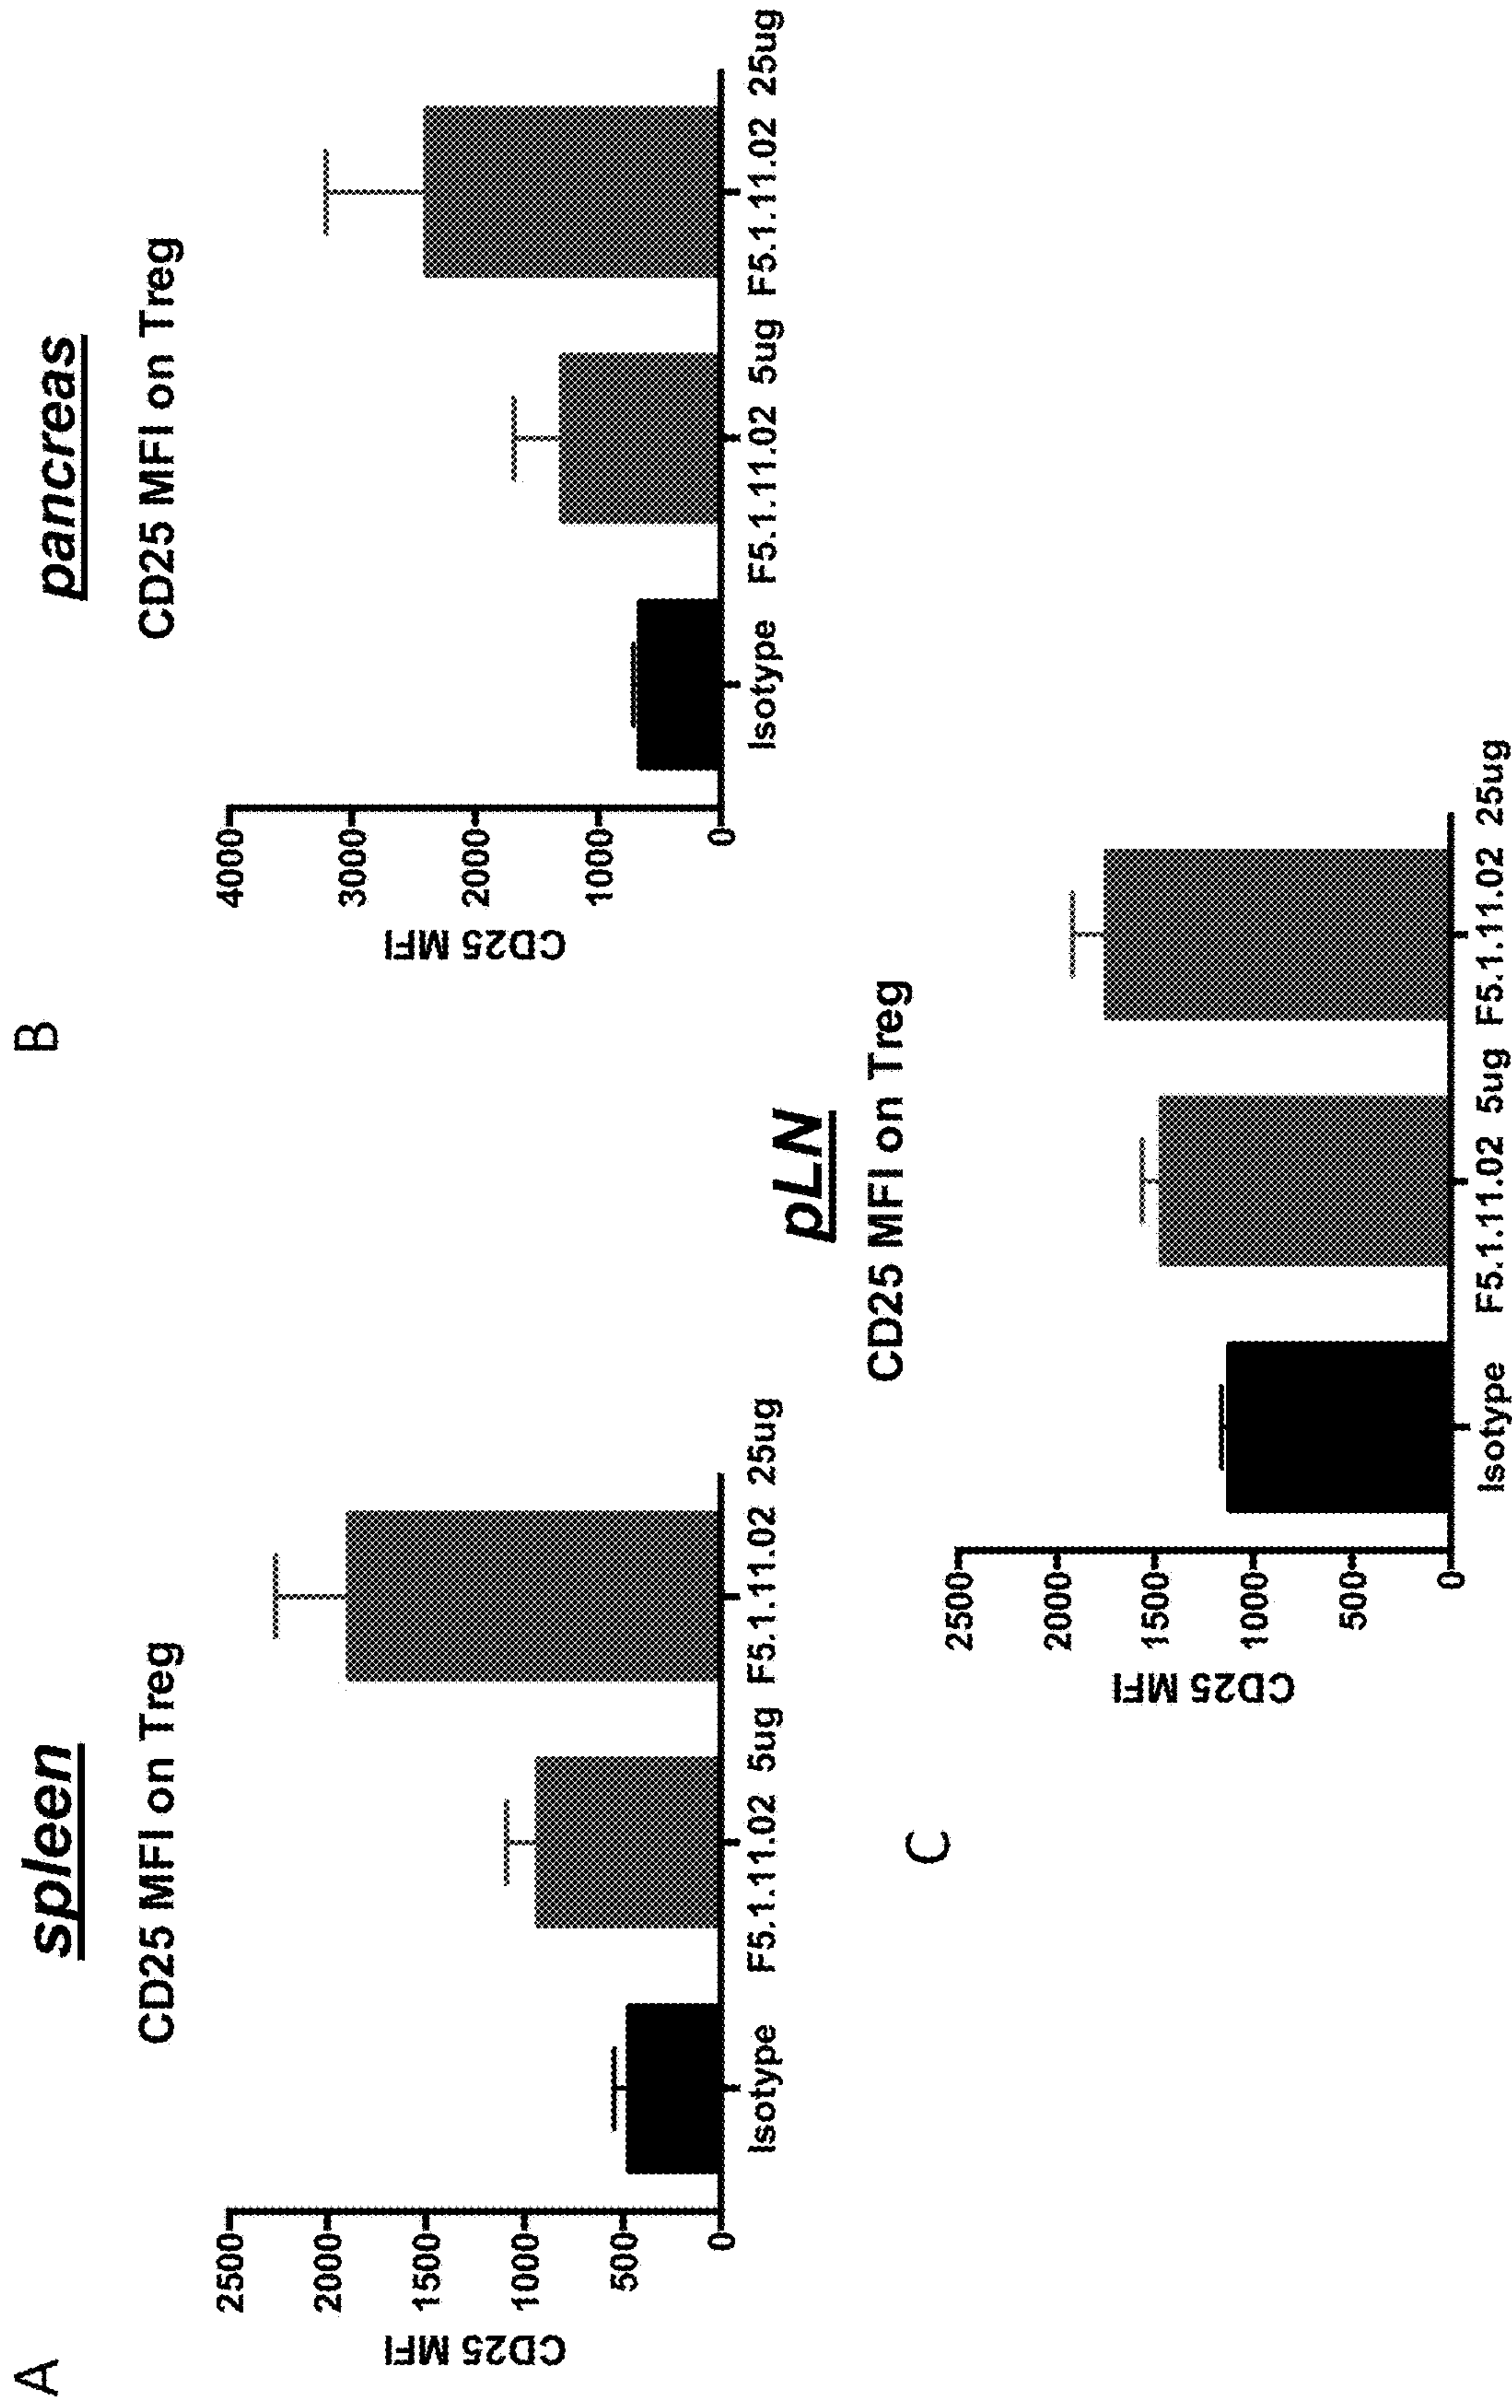 A
spleen
CD25 MFI on Treg
CD25 MFI
2500
2000
1500
1000
500
0
Isotype F5.1.11.02 5ug F5.1.11.02 25ug
B
pancreas
CD25 MFI on Treg
CD25 MFI
4000
3000
2000
1000
0
Isotype F5.1.11.02 5ug F5.1.11.02 25ug
C
pLN
CD25 MFI on Treg
CD25 MFI
2500
2000
1500
1000
500
0
Isotype F5.1.11.02 5ug F5.1.11.02 25ug